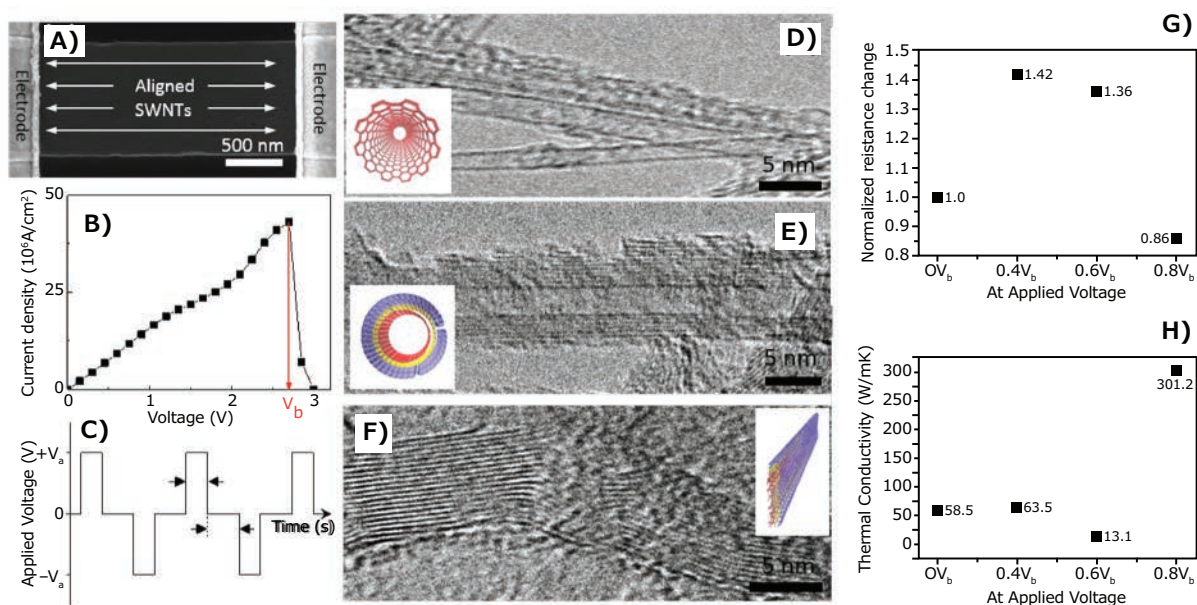 A)
Electrode
Aligned
SWNTs
Electrode
500 nm
B)
Current density (10⁶A/cm²)
50
25
0
0
1
2
3
Voltage (V)
V_b
C)
Applied Voltage (V)
+V_a
0
−V_a
Time (s)
D)
5 nm
E)
5 nm
F)
5 nm
G)
Normalized reistance change
1.5
1.4
1.3
1.2
1.1
1.0
0.9
0.8
1.0
1.42
1.36
0.86
OV_b
0.4V_b
0.6V_b
0.8V_b
At Applied Voltage
H)
Thermal Conductivity (W/mK)
300
250
200
150
100
50
0
58.5
63.5
13.1
301.2
OV_b
0.4V_b
0.6V_b
0.8V_b
At Applied Voltage